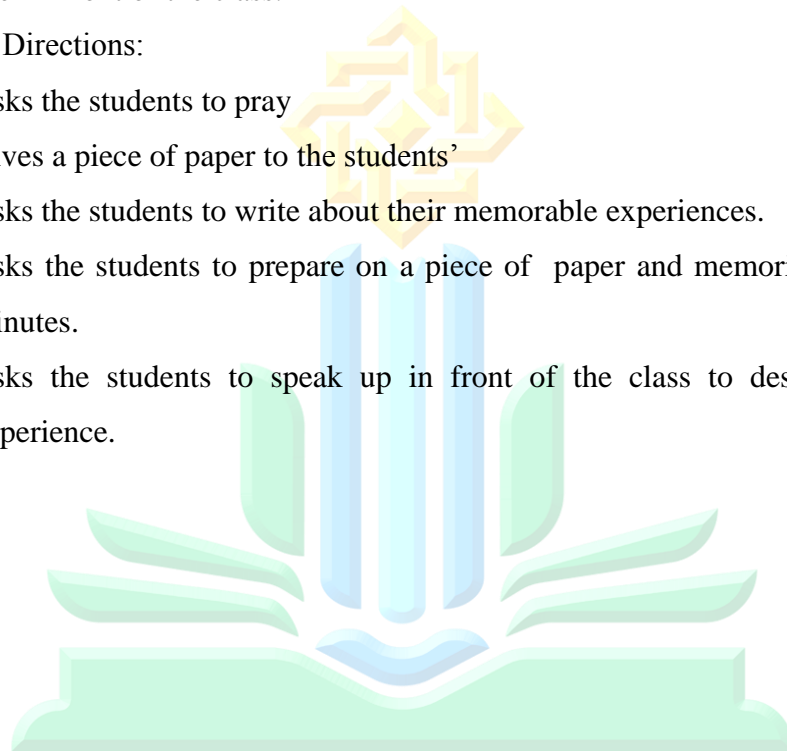 Directions:
sks the students to pray
ives a piece of paper to the students’
sks the students to write about their memorable experiences.
sks the students to prepare on a piece of paper and memori
inutes.
sks the students to speak up in front of the class to des
perience.